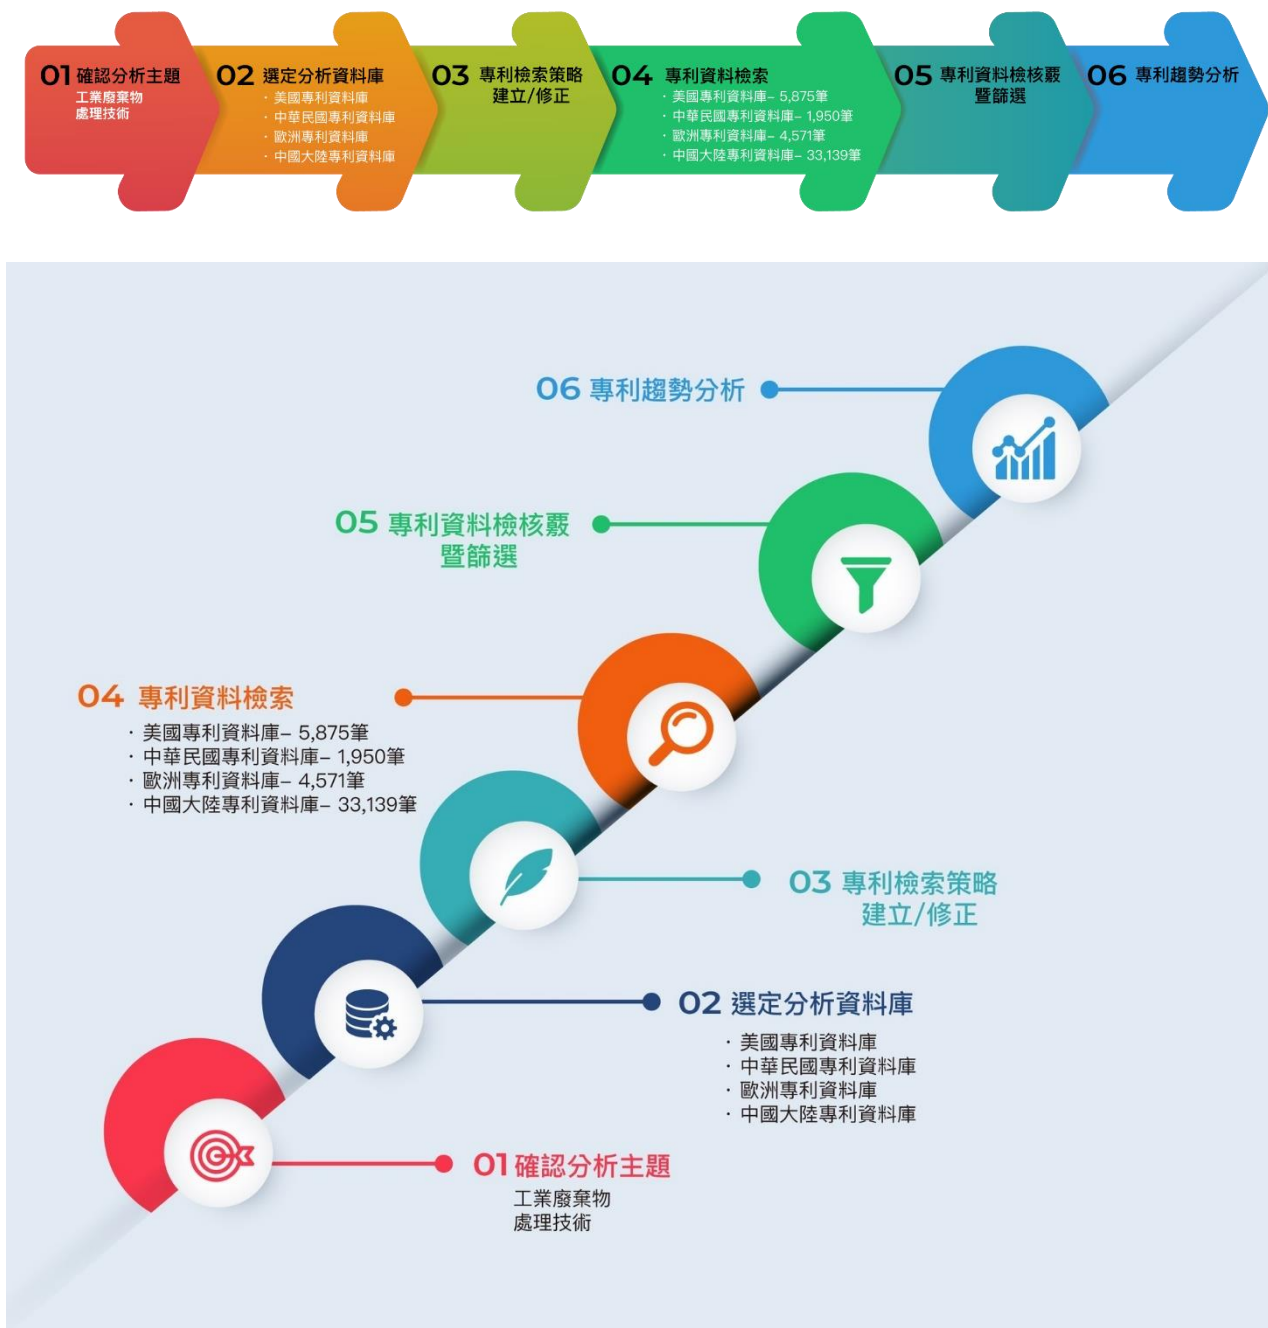 01 確認分析主題
工業廢棄物
處理技術
02 選定分析資料庫
· 美國專利資料庫
· 中華民國專利資料庫
· 歐洲專利資料庫
· 中國大陸專利資料庫
03 專利檢索策略
建立/修正
04 專利資料檢索
· 美國專利資料庫– 5,875筆
· 中華民國專利資料庫– 1,950筆
· 歐洲專利資料庫– 4,571筆
· 中國大陸專利資料庫– 33,139筆
05 專利資料檢核覈
暨篩選
06 專利趨勢分析
06 專利趨勢分析
05 專利資料檢核覈
暨篩選
04 專利資料檢索
· 美國專利資料庫– 5,875筆
· 中華民國專利資料庫– 1,950筆
· 歐洲專利資料庫– 4,571筆
· 中國大陸專利資料庫– 33,139筆
03 專利檢索策略
建立/修正
02 選定分析資料庫
· 美國專利資料庫
· 中華民國專利資料庫
· 歐洲專利資料庫
· 中國大陸專利資料庫
01 確認分析主題
工業廢棄物
處理技術